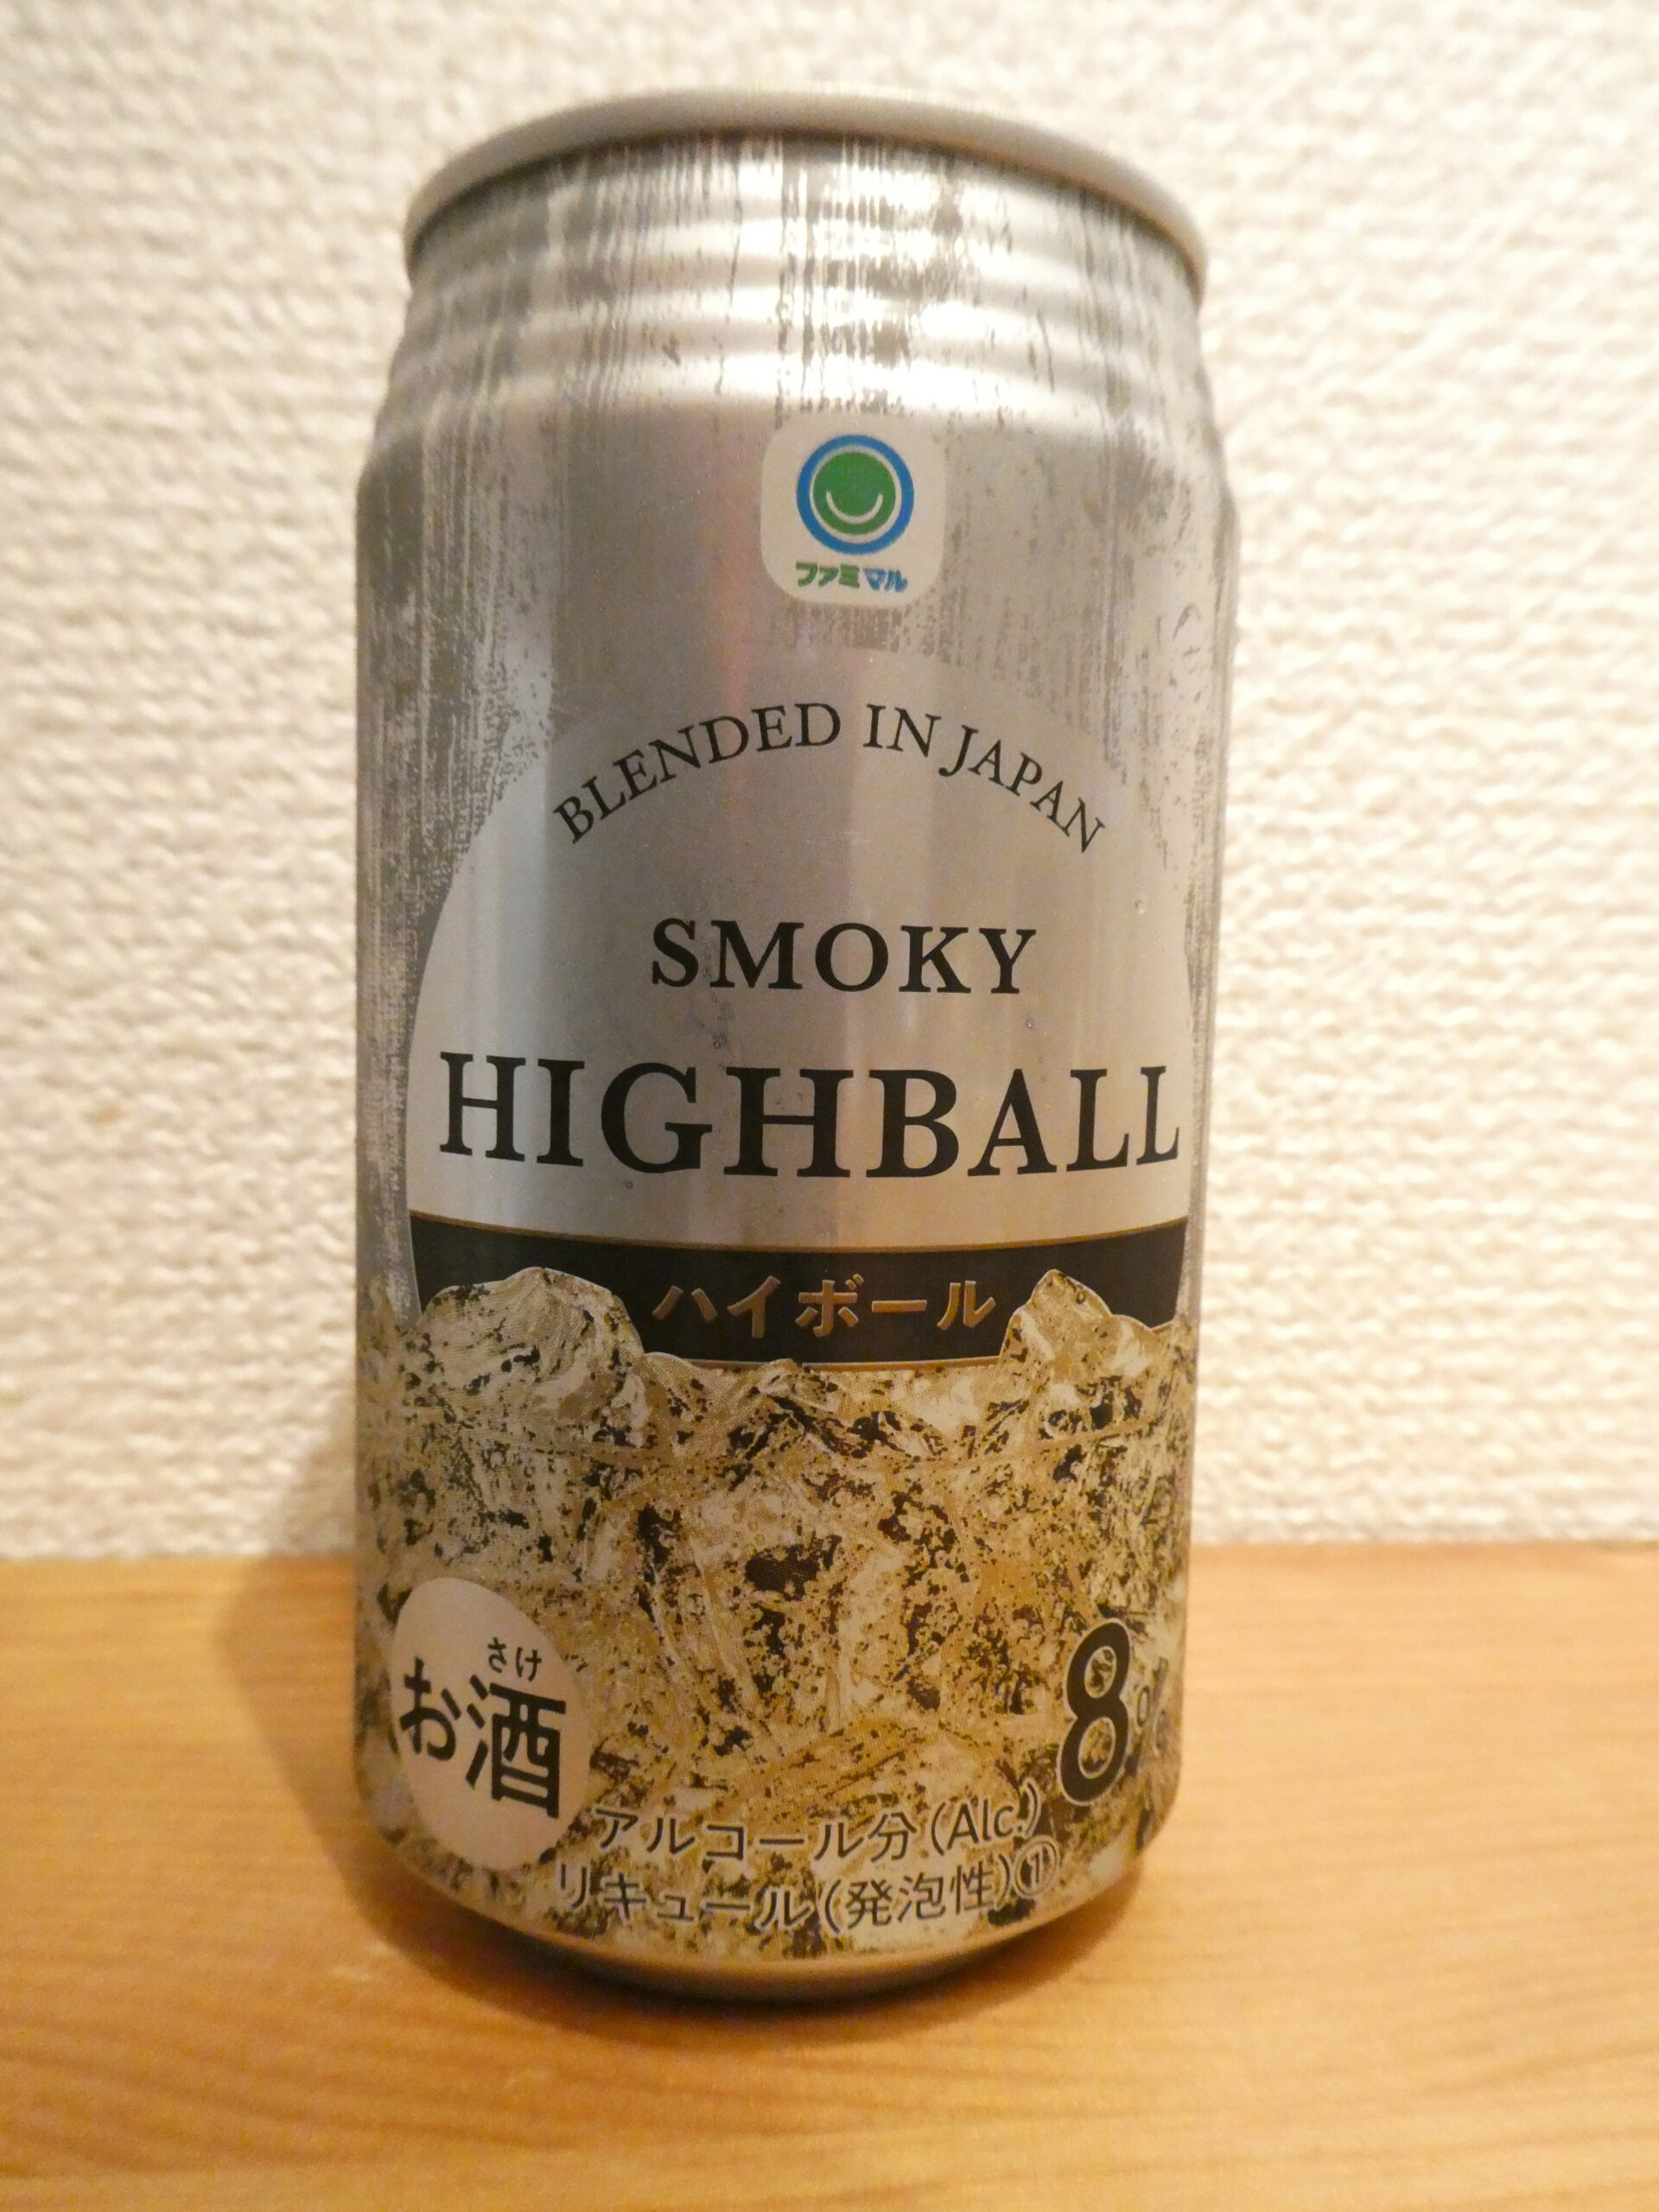 ファミマル
BLENDED IN JAPAN
SMOKY
HIGHBALL
ハイボール
さけ
お酒
8%
アルコール分(Alc.)
リキュール(発泡性)①